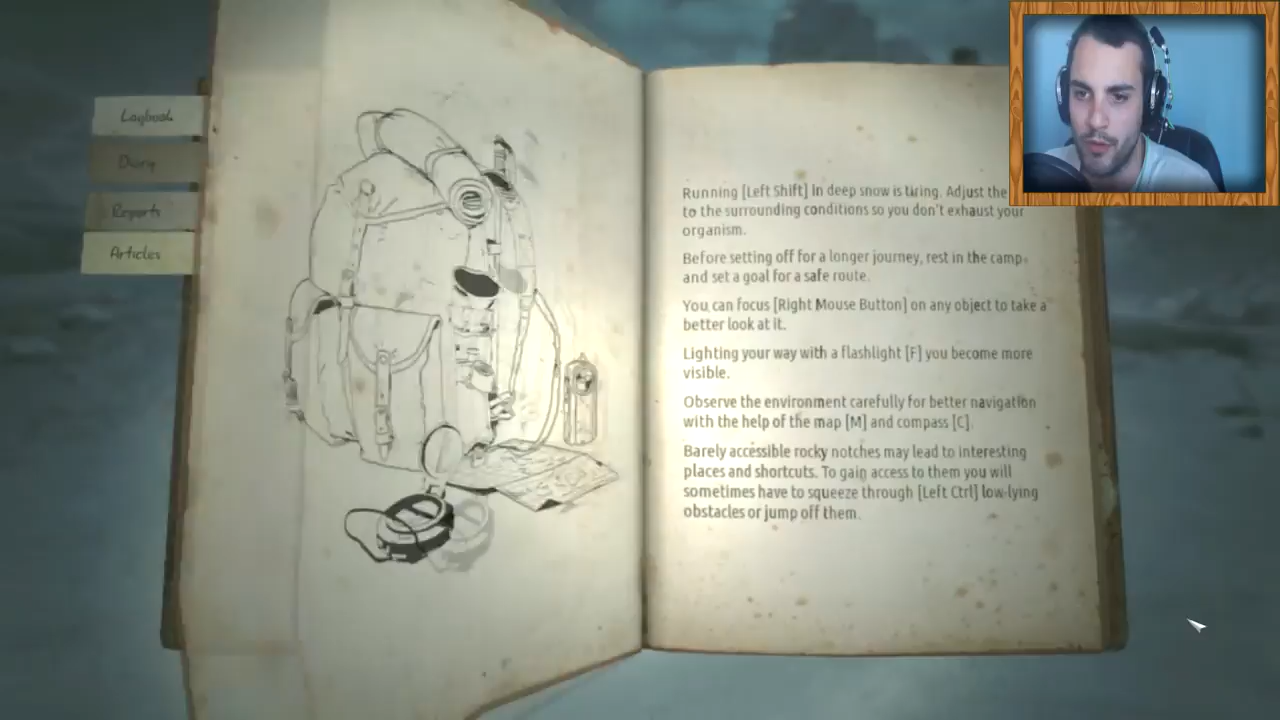 Logbook
Diary
Reports
Articles
Running [Left Shift] In deep snow is tiring. Adjust the
to the surrounding conditions so you don't exhaust your
organism.
Before setting off for a longer journey, rest in the camp
and set a goal for a safe route.
You can focus [Right Mouse Button] on any object to take a
better look at it.
Lighting your way with a flashlight [F] you become more
visible.
Observe the environment carefully for better navigation
with the help of the map [M] and compass [C].
Barely accessible rocky notches may lead to interesting
places and shortcuts. To gain access to them you will
sometimes have to squeeze through [Left Ctrl] low-lying
obstacles or jump off them.